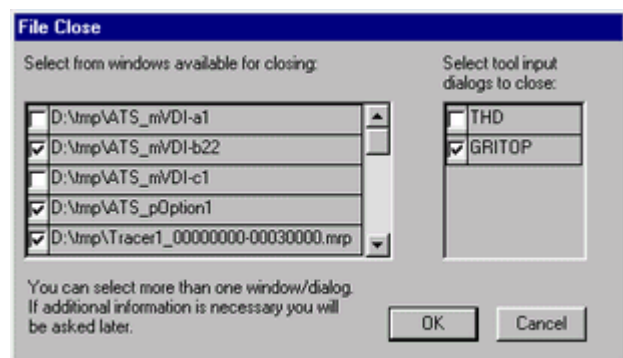 File Close
Select from windows available for closing:
Select tool input
dialogs to close:
D:\tmp\ATS_mVDI-a1
D:\tmp\ATS_mVDI-b22
D:\tmp\ATS_mVDI-c1
D:\tmp\ATS_pOption1
D:\tmp\Tracer1_00000000-00030000.mrp
THD
GRITOP
You can select more than one window/dialog.
If additional information is necessary you will
be asked later.
OK
Cancel